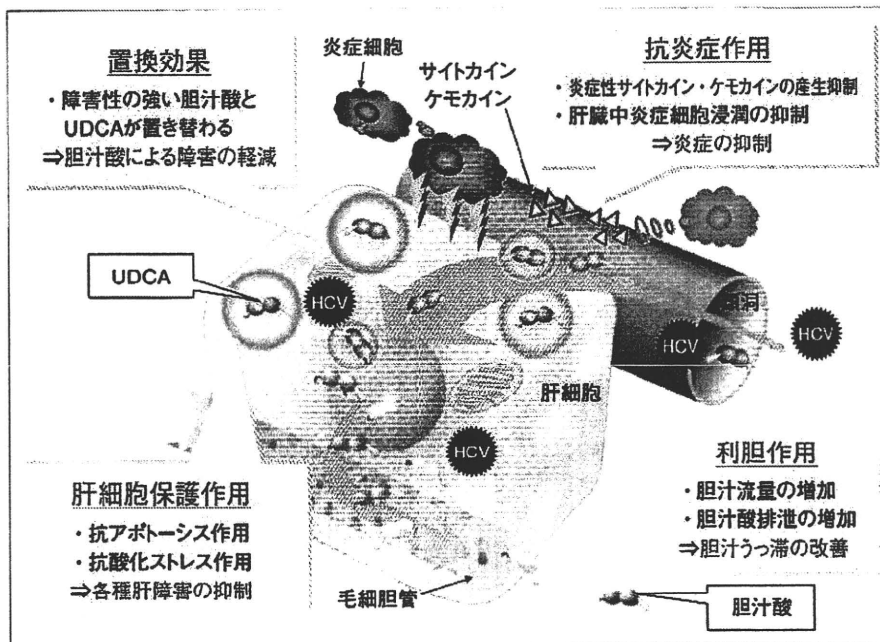 置換効果
・障害性の強い胆汁酸と
UDCAが置き替わる
⇒胆汁酸による障害の軽減
炎症細胞
サイトカイン
ケモカイン
抗炎症作用
・炎症性サイトカイン・ケモカインの産生抑制
・肝臓中炎症細胞浸潤の抑制
⇒炎症の抑制
UDCA
HCV
洞
HCV
HCV
肝細胞
HCV
肝細胞保護作用
・抗アポトーシス作用
・抗酸化ストレス作用
⇒各種肝障害の抑制
毛細胆管
利胆作用
・胆汁流量の増加
・胆汁酸排泄の増加
⇒胆汁うっ滞の改善
胆汁酸